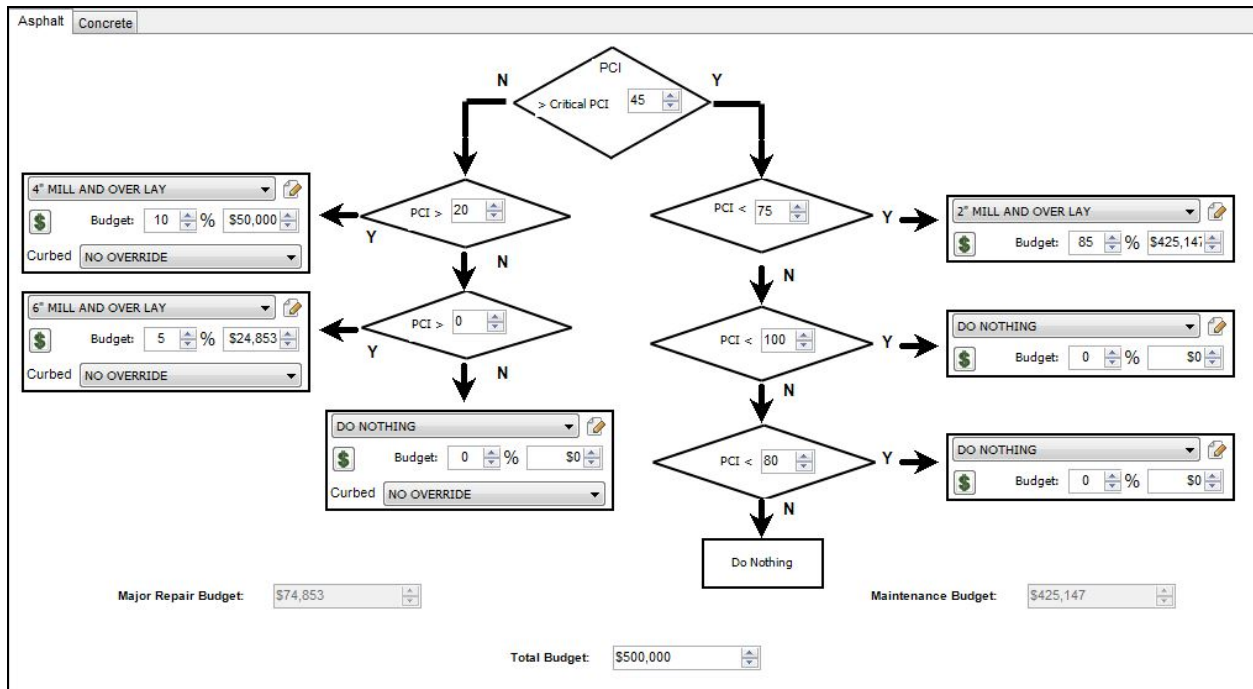 Asphalt Concrete
PCI
N Y
> Critical PCI 45
4" MILL AND OVER LAY
Budget: 10 % $50,000
Curbed NO OVERRIDE
PCI > 20
Y
N
PCI < 75
Y
N
2" MILL AND OVER LAY
$ Budget: 85 % $425,147
6" MILL AND OVER LAY
$ Budget: 5 % $24,853
Curbed NO OVERRIDE
PCI > 0
Y
N
PCI < 100
Y
N
DO NOTHING
$ Budget: 0 % $0
DO NOTHING
$ Budget: 0 % $0
Curbed NO OVERRIDE
PCI < 80
Y
N
DO NOTHING
$ Budget: 0 % $0
Do Nothing
Major Repair Budget: $74,853
Maintenance Budget: $425,147
Total Budget: $500,000